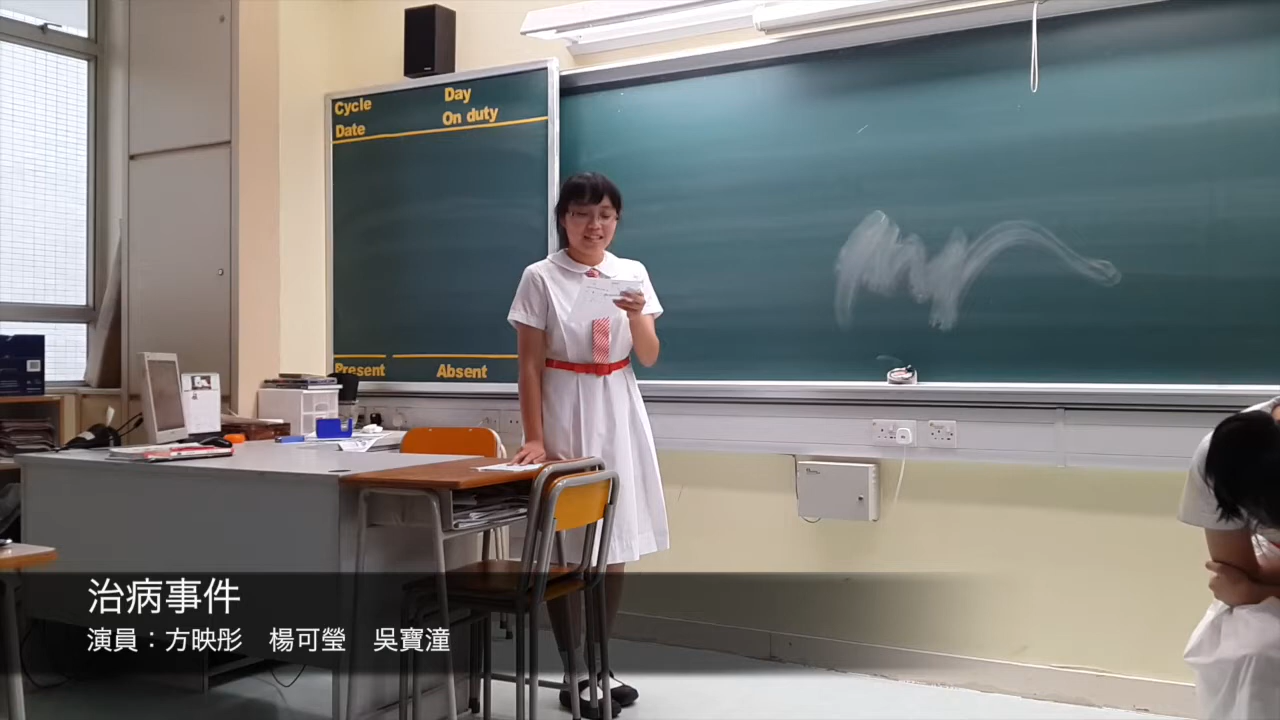 Cycle
Day
Date
On duty
Present
Absent
治病事件
演員：方映彤　楊可瑩　吳寶潼